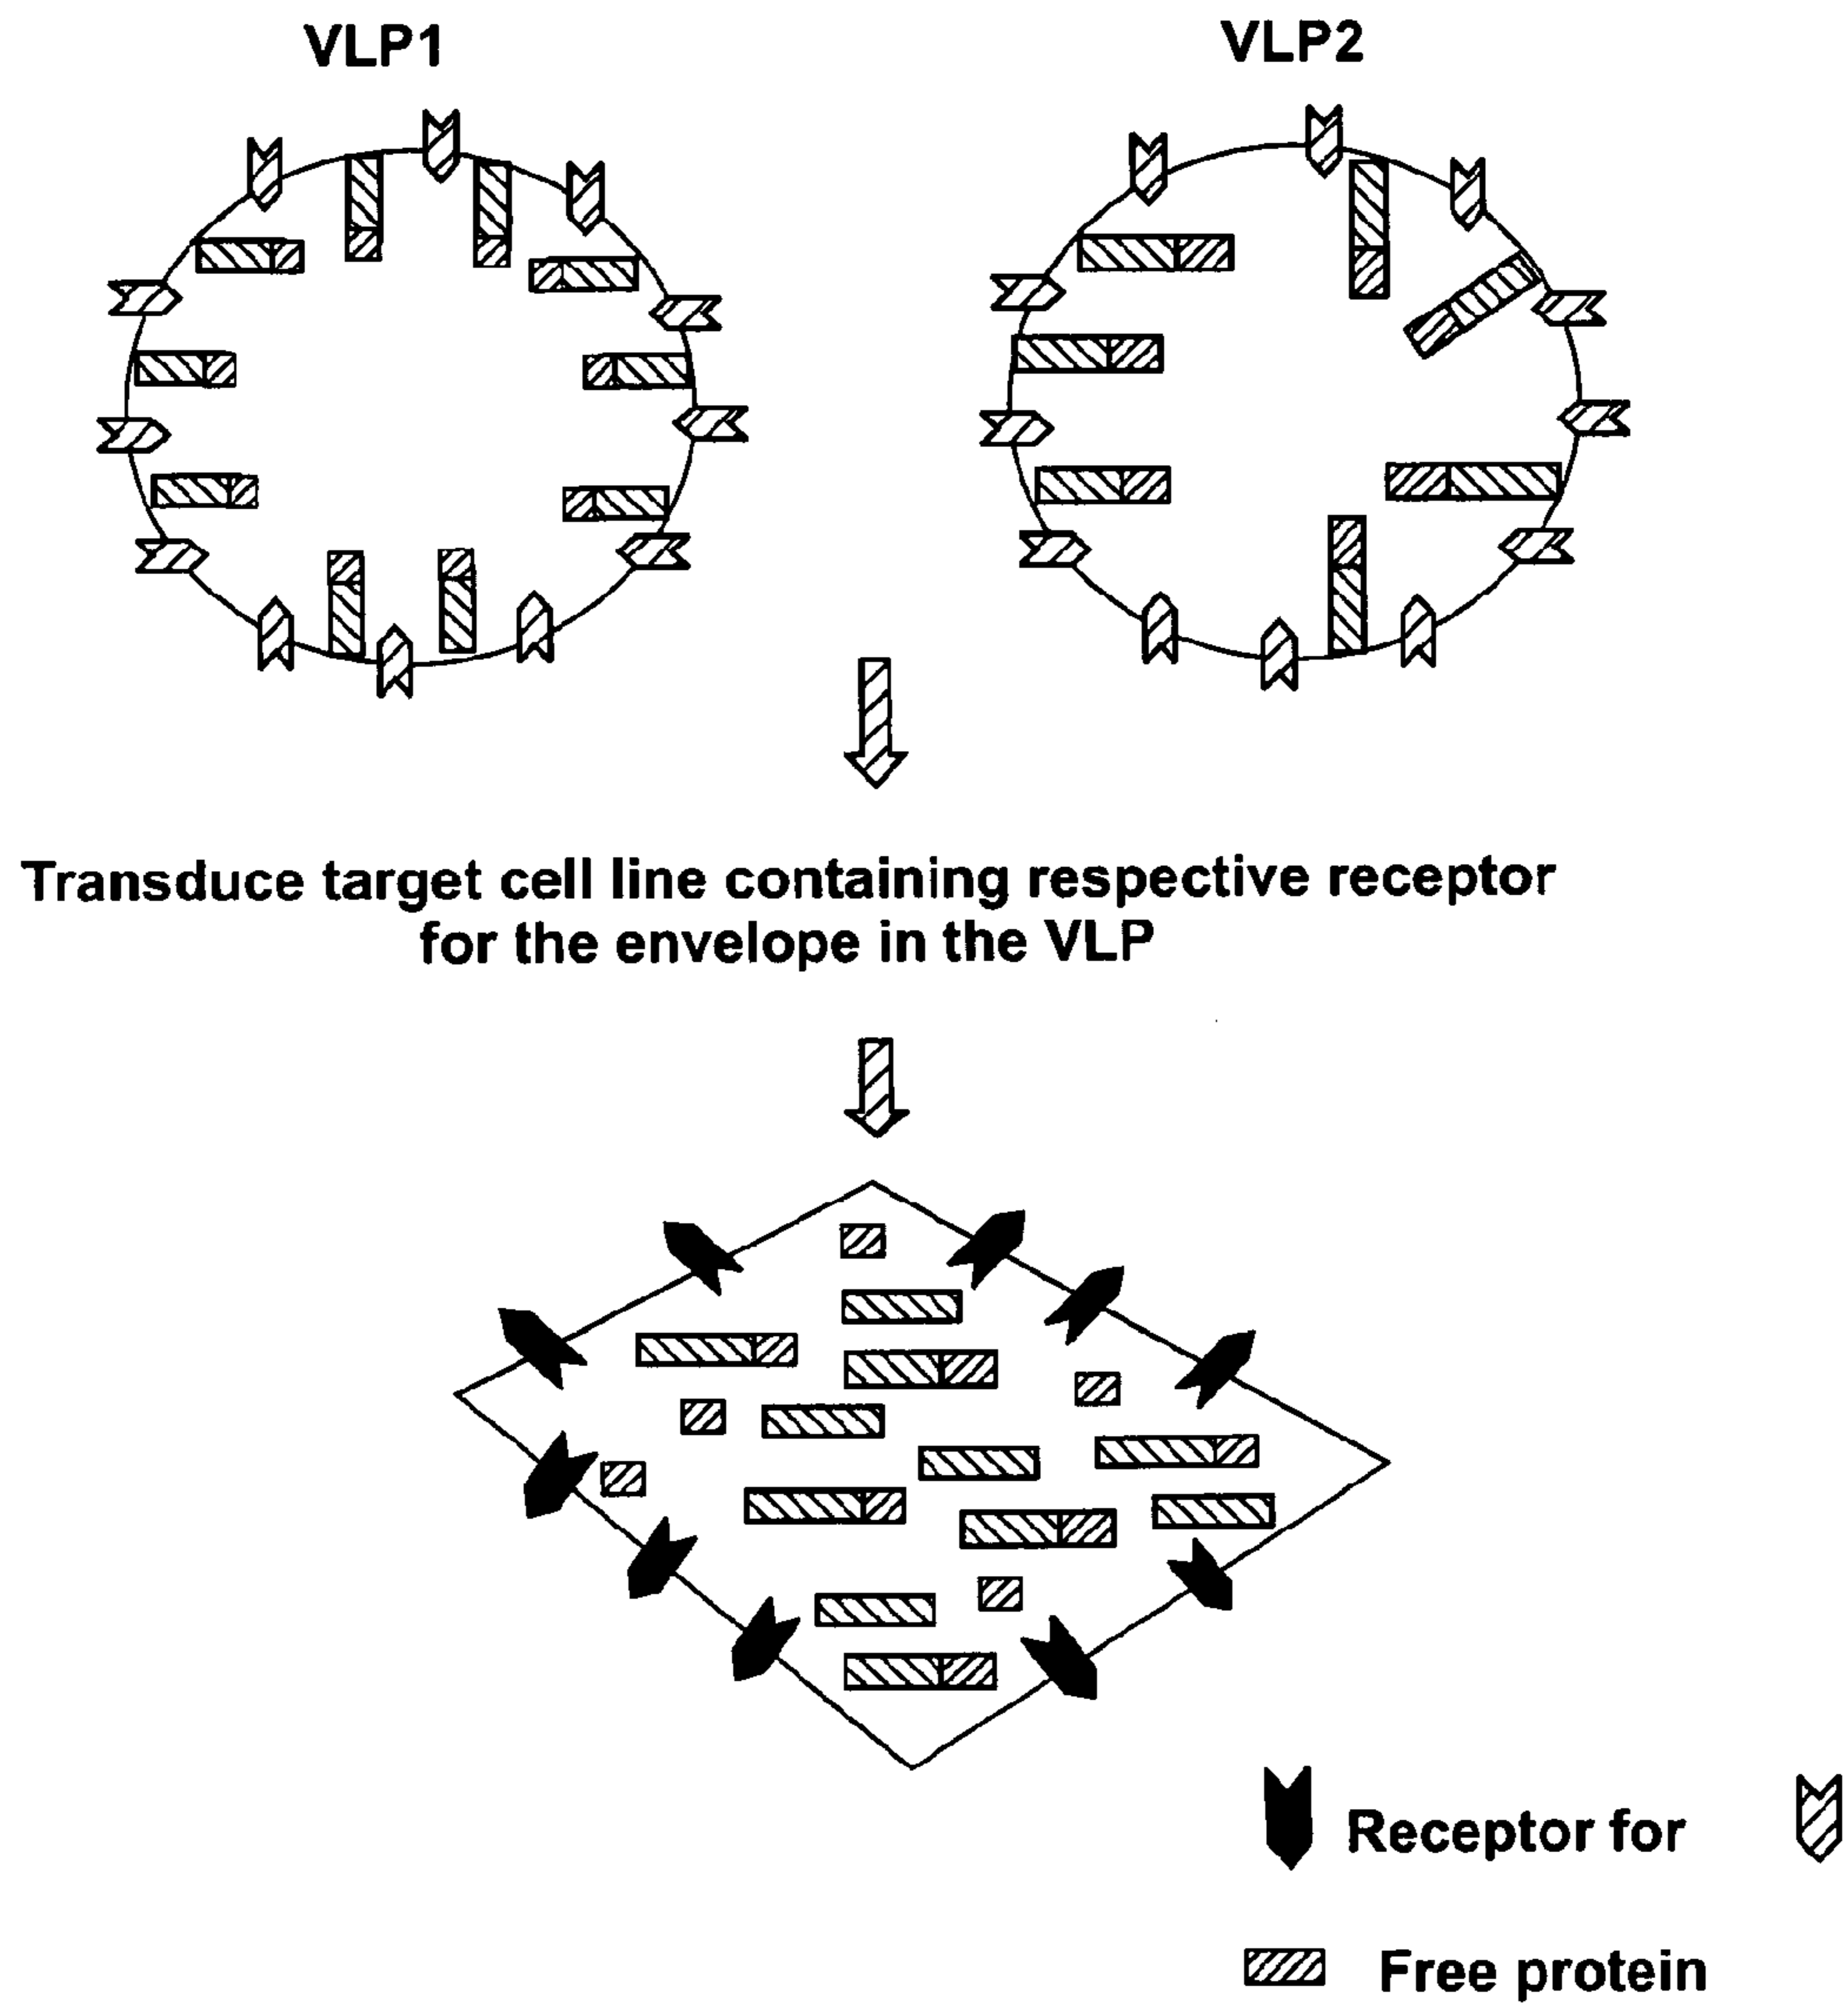 VLP1
VLP2
Transduce target cell line containing respective receptor
for the envelope in the VLP
Receptor for
Free protein